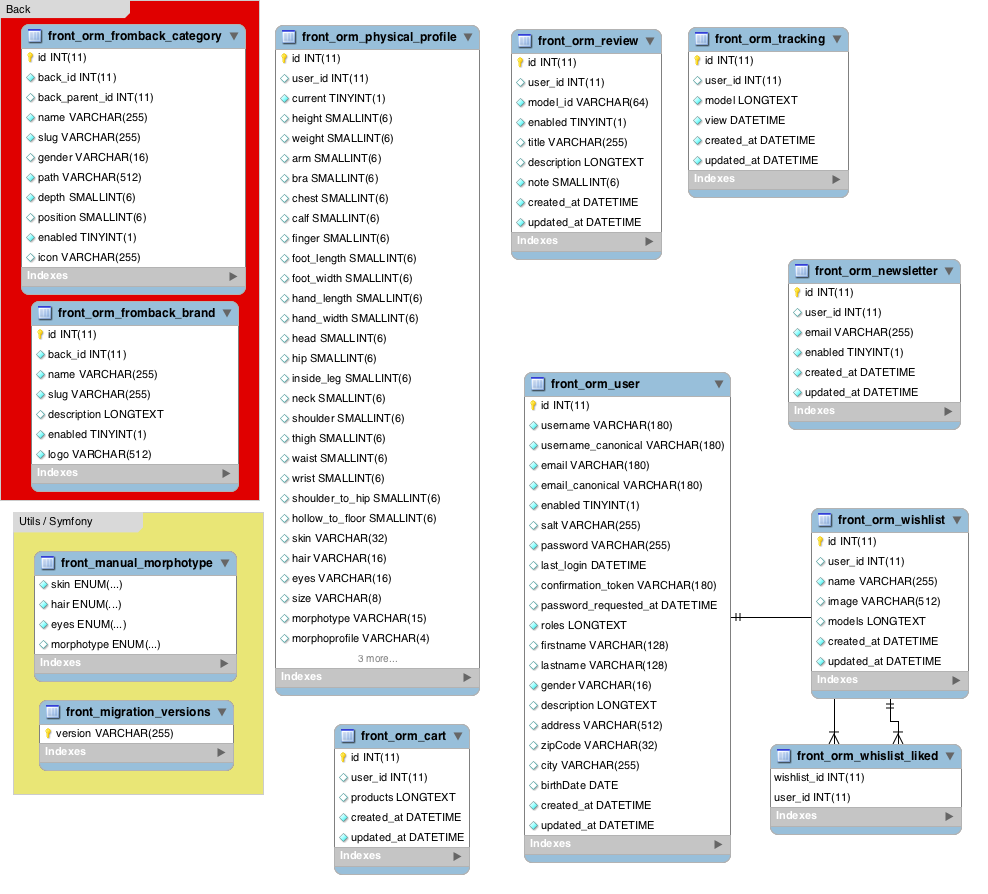 Back
front_orm_fromback_category
id INT(11)
back_id INT(11)
back_parent_id INT(11)
name VARCHAR(255)
slug VARCHAR(255)
gender VARCHAR(16)
path VARCHAR(512)
depth SMALLINT(6)
position SMALLINT(6)
enabled TINYINT(1)
icon VARCHAR(255)
Indexes
front_orm_fromback_brand
id INT(11)
back_id INT(11)
name VARCHAR(255)
slug VARCHAR(255)
description LONGTEXT
enabled TINYINT(1)
logo VARCHAR(512)
Indexes
Utils / Symfony
front_manual_morphotype
skin ENUM(...)
hair ENUM(...)
eyes ENUM(...)
morphotype ENUM(...)
Indexes
front_migration_versions
version VARCHAR(255)
Indexes
front_orm_physical_profile
id INT(11)
user_id INT(11)
current TINYINT(1)
height SMALLINT(6)
weight SMALLINT(6)
arm SMALLINT(6)
bra SMALLINT(6)
chest SMALLINT(6)
calf SMALLINT(6)
finger SMALLINT(6)
foot_length SMALLINT(6)
foot_width SMALLINT(6)
hand_length SMALLINT(6)
hand_width SMALLINT(6)
head SMALLINT(6)
hip SMALLINT(6)
inside_leg SMALLINT(6)
neck SMALLINT(6)
shoulder SMALLINT(6)
thigh SMALLINT(6)
waist SMALLINT(6)
wrist SMALLINT(6)
shoulder_to_hip SMALLINT(6)
hollow_to_floor SMALLINT(6)
skin VARCHAR(32)
hair VARCHAR(16)
eyes VARCHAR(16)
size VARCHAR(8)
morphotype VARCHAR(15)
morphoprofile VARCHAR(4)
3 more...
Indexes
front_orm_cart
id INT(11)
user_id INT(11)
products LONGTEXT
created_at DATETIME
updated_at DATETIME
Indexes
front_orm_review
id INT(11)
user_id INT(11)
model_id VARCHAR(64)
enabled TINYINT(1)
title VARCHAR(255)
description LONGTEXT
note SMALLINT(6)
created_at DATETIME
updated_at DATETIME
Indexes
front_orm_tracking
id INT(11)
user_id INT(11)
model LONGTEXT
view DATETIME
created_at DATETIME
updated_at DATETIME
Indexes
front_orm_newsletter
id INT(11)
user_id INT(11)
email VARCHAR(255)
enabled TINYINT(1)
created_at DATETIME
updated_at DATETIME
Indexes
front_orm_user
id INT(11)
username VARCHAR(180)
username_canonical VARCHAR(180)
email VARCHAR(180)
email_canonical VARCHAR(180)
enabled TINYINT(1)
salt VARCHAR(255)
password VARCHAR(255)
last_login DATETIME
confirmation_token VARCHAR(180)
password_requested_at DATETIME
roles LONGTEXT
firstname VARCHAR(128)
lastname VARCHAR(128)
gender VARCHAR(16)
description LONGTEXT
address VARCHAR(512)
zipCode VARCHAR(32)
city VARCHAR(255)
birthDate DATE
created_at DATETIME
updated_at DATETIME
Indexes
front_orm_wishlist
id INT(11)
user_id INT(11)
name VARCHAR(255)
image VARCHAR(512)
models LONGTEXT
created_at DATETIME
updated_at DATETIME
Indexes
front_orm_whislist_liked
wishlist_id INT(11)
user_id INT(11)
Indexes